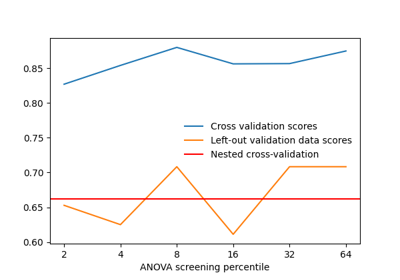 0.85
0.80
0.75
0.70
0.65
0.60
Cross validation scores
Left-out validation data scores
Nested cross-validation
2 4 8 16 32 64
ANOVA screening percentile